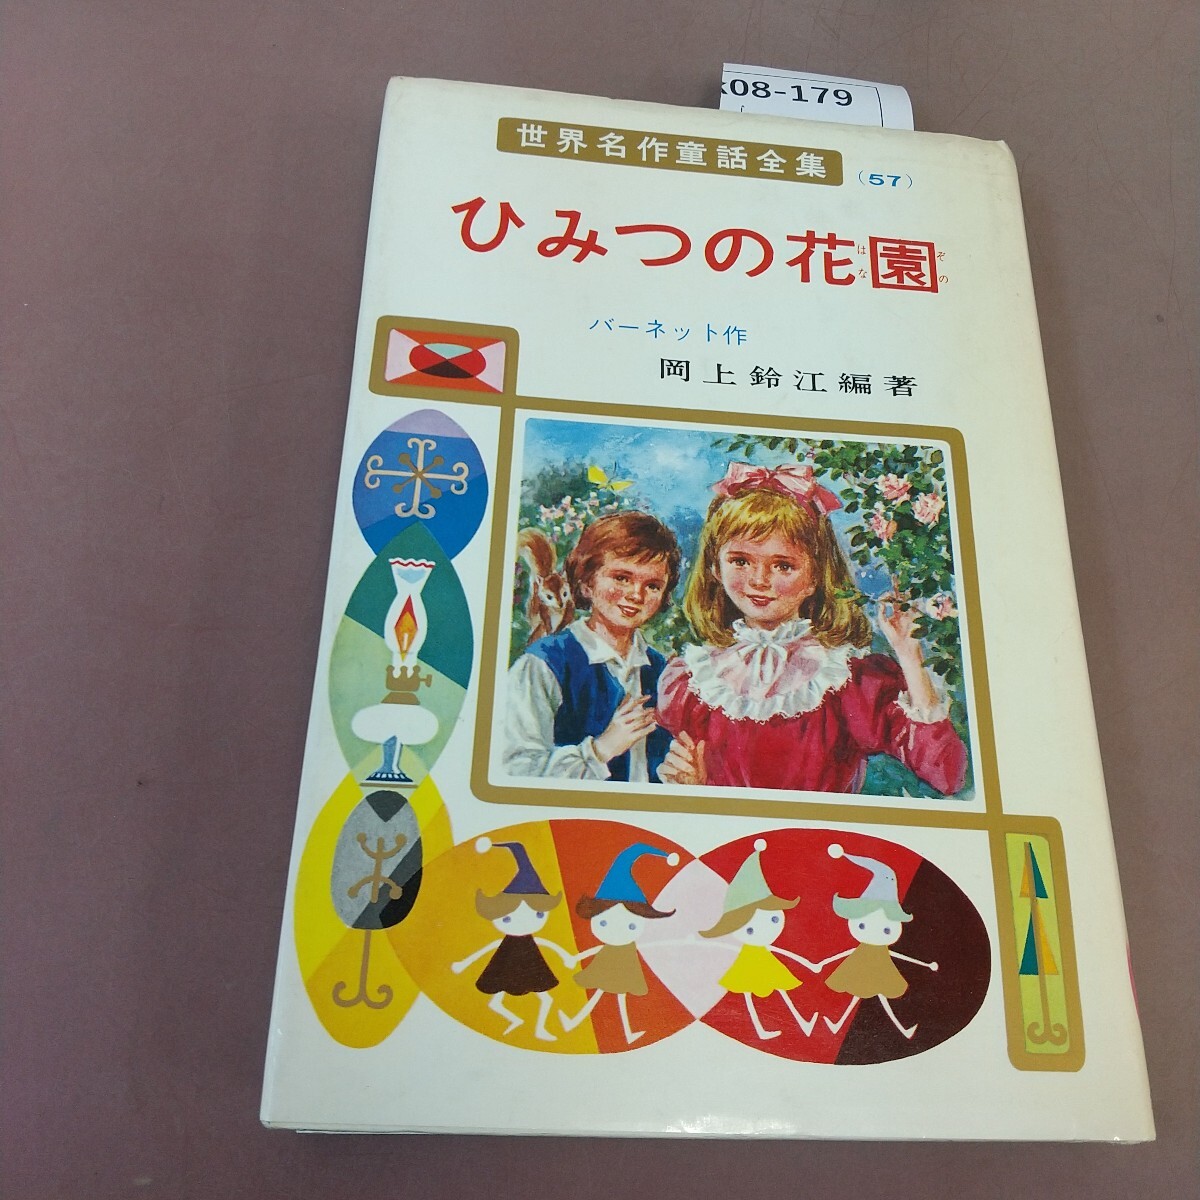 k08-179
世界名作童話全集 (57)
ひみつの花園
はな ぞの
バーネット作
岡上鈴江編著